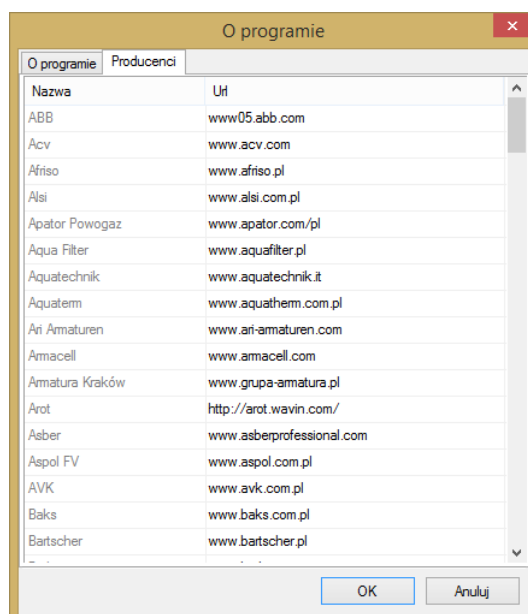 O programie
O programie Producenci
Nazwa Url
ABB www05.abb.com
Acv www.acv.com
Afriso www.afriso.pl
Alsi www.alsi.com.pl
Apator Powogaz www.apator.com/pl
Aqua Filter www.aquafilter.pl
Aquatechnik www.aquatechnik.it
Aquaterm www.aquatherm.com.pl
Ari Armaturen www.ari-armaturen.com
Armacell www.armacell.com
Armatura Kraków www.grupa-armatura.pl
Arot http://arot.wavin.com/
Asber www.asberprofessional.com
Aspol FV www.aspol.com.pl
AVK www.avk.com.pl
Baks www.baks.com.pl
Bartscher www.bartscher.pl
OK Anuluj